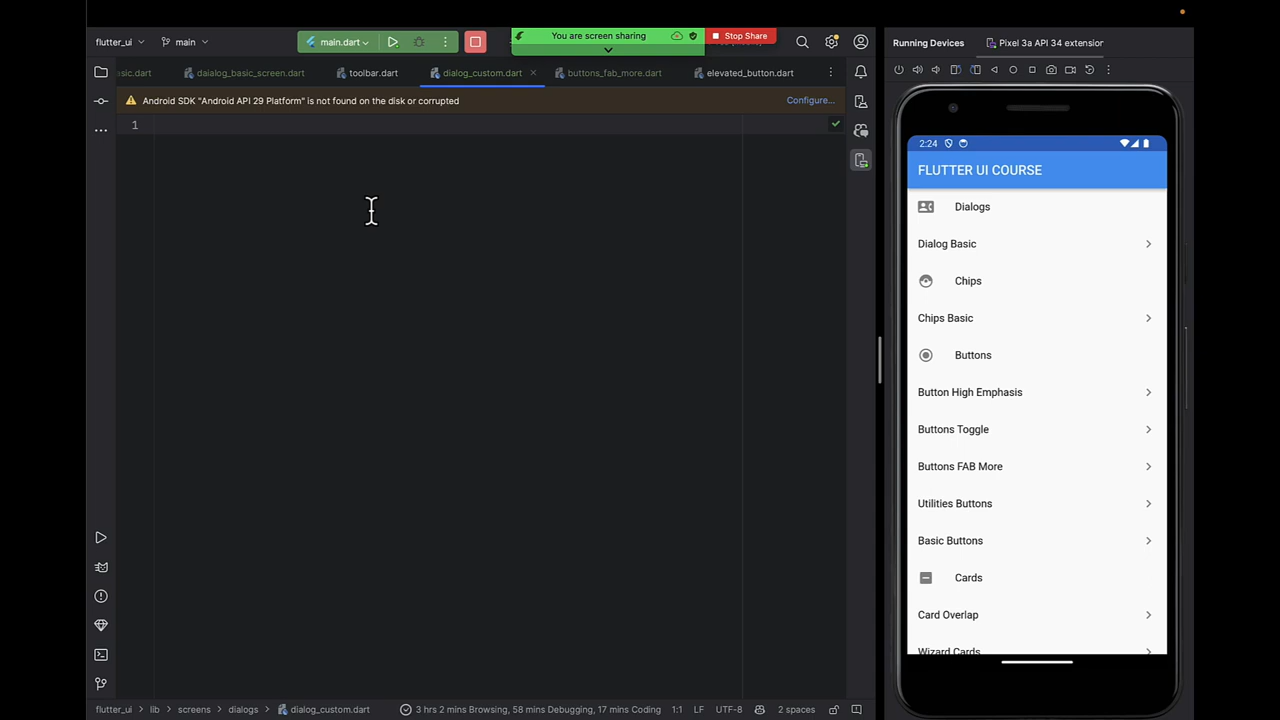 flutter_ui
main
main.dart
You are screen sharing
Stop Share
Running Devices
Pixel 3a API 34 extension
sic.dart
daialog_basic_screen.dart
toolbar.dart
dialog_custom.dart
buttons_fab_more.dart
elevated_button.dart
Android SDK "Android API 29 Platform" is not found on the disk or corrupted
Configure...
1
2:24
FLUTTER UI COURSE
Dialogs
Dialog Basic
Chips
Chips Basic
Buttons
Button High Emphasis
Buttons Toggle
Buttons FAB More
Utilities Buttons
Basic Buttons
Cards
Card Overlap
Wizard Cards
flutter_ui
lib
screens
dialogs
dialog_custom.dart
3 hrs 2 mins Browsing, 58 mins Debugging, 17 mins Coding
1:1
LF
UTF-8
2 spaces